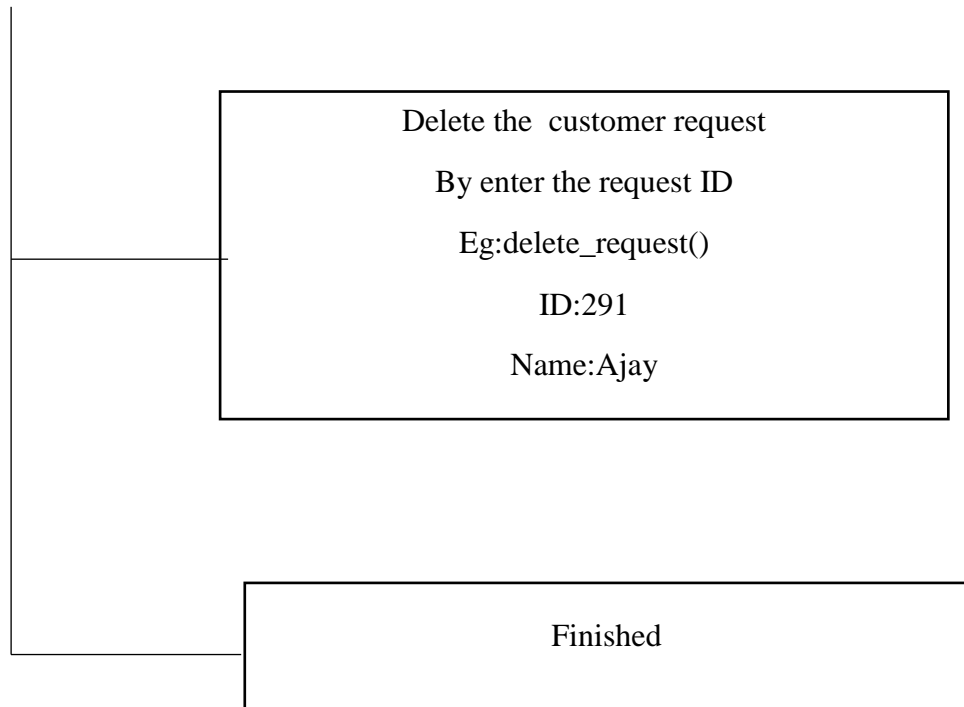 Delete the  customer request
By enter the request ID
Eg:delete_request()
ID:291
Name:Ajay
Finished